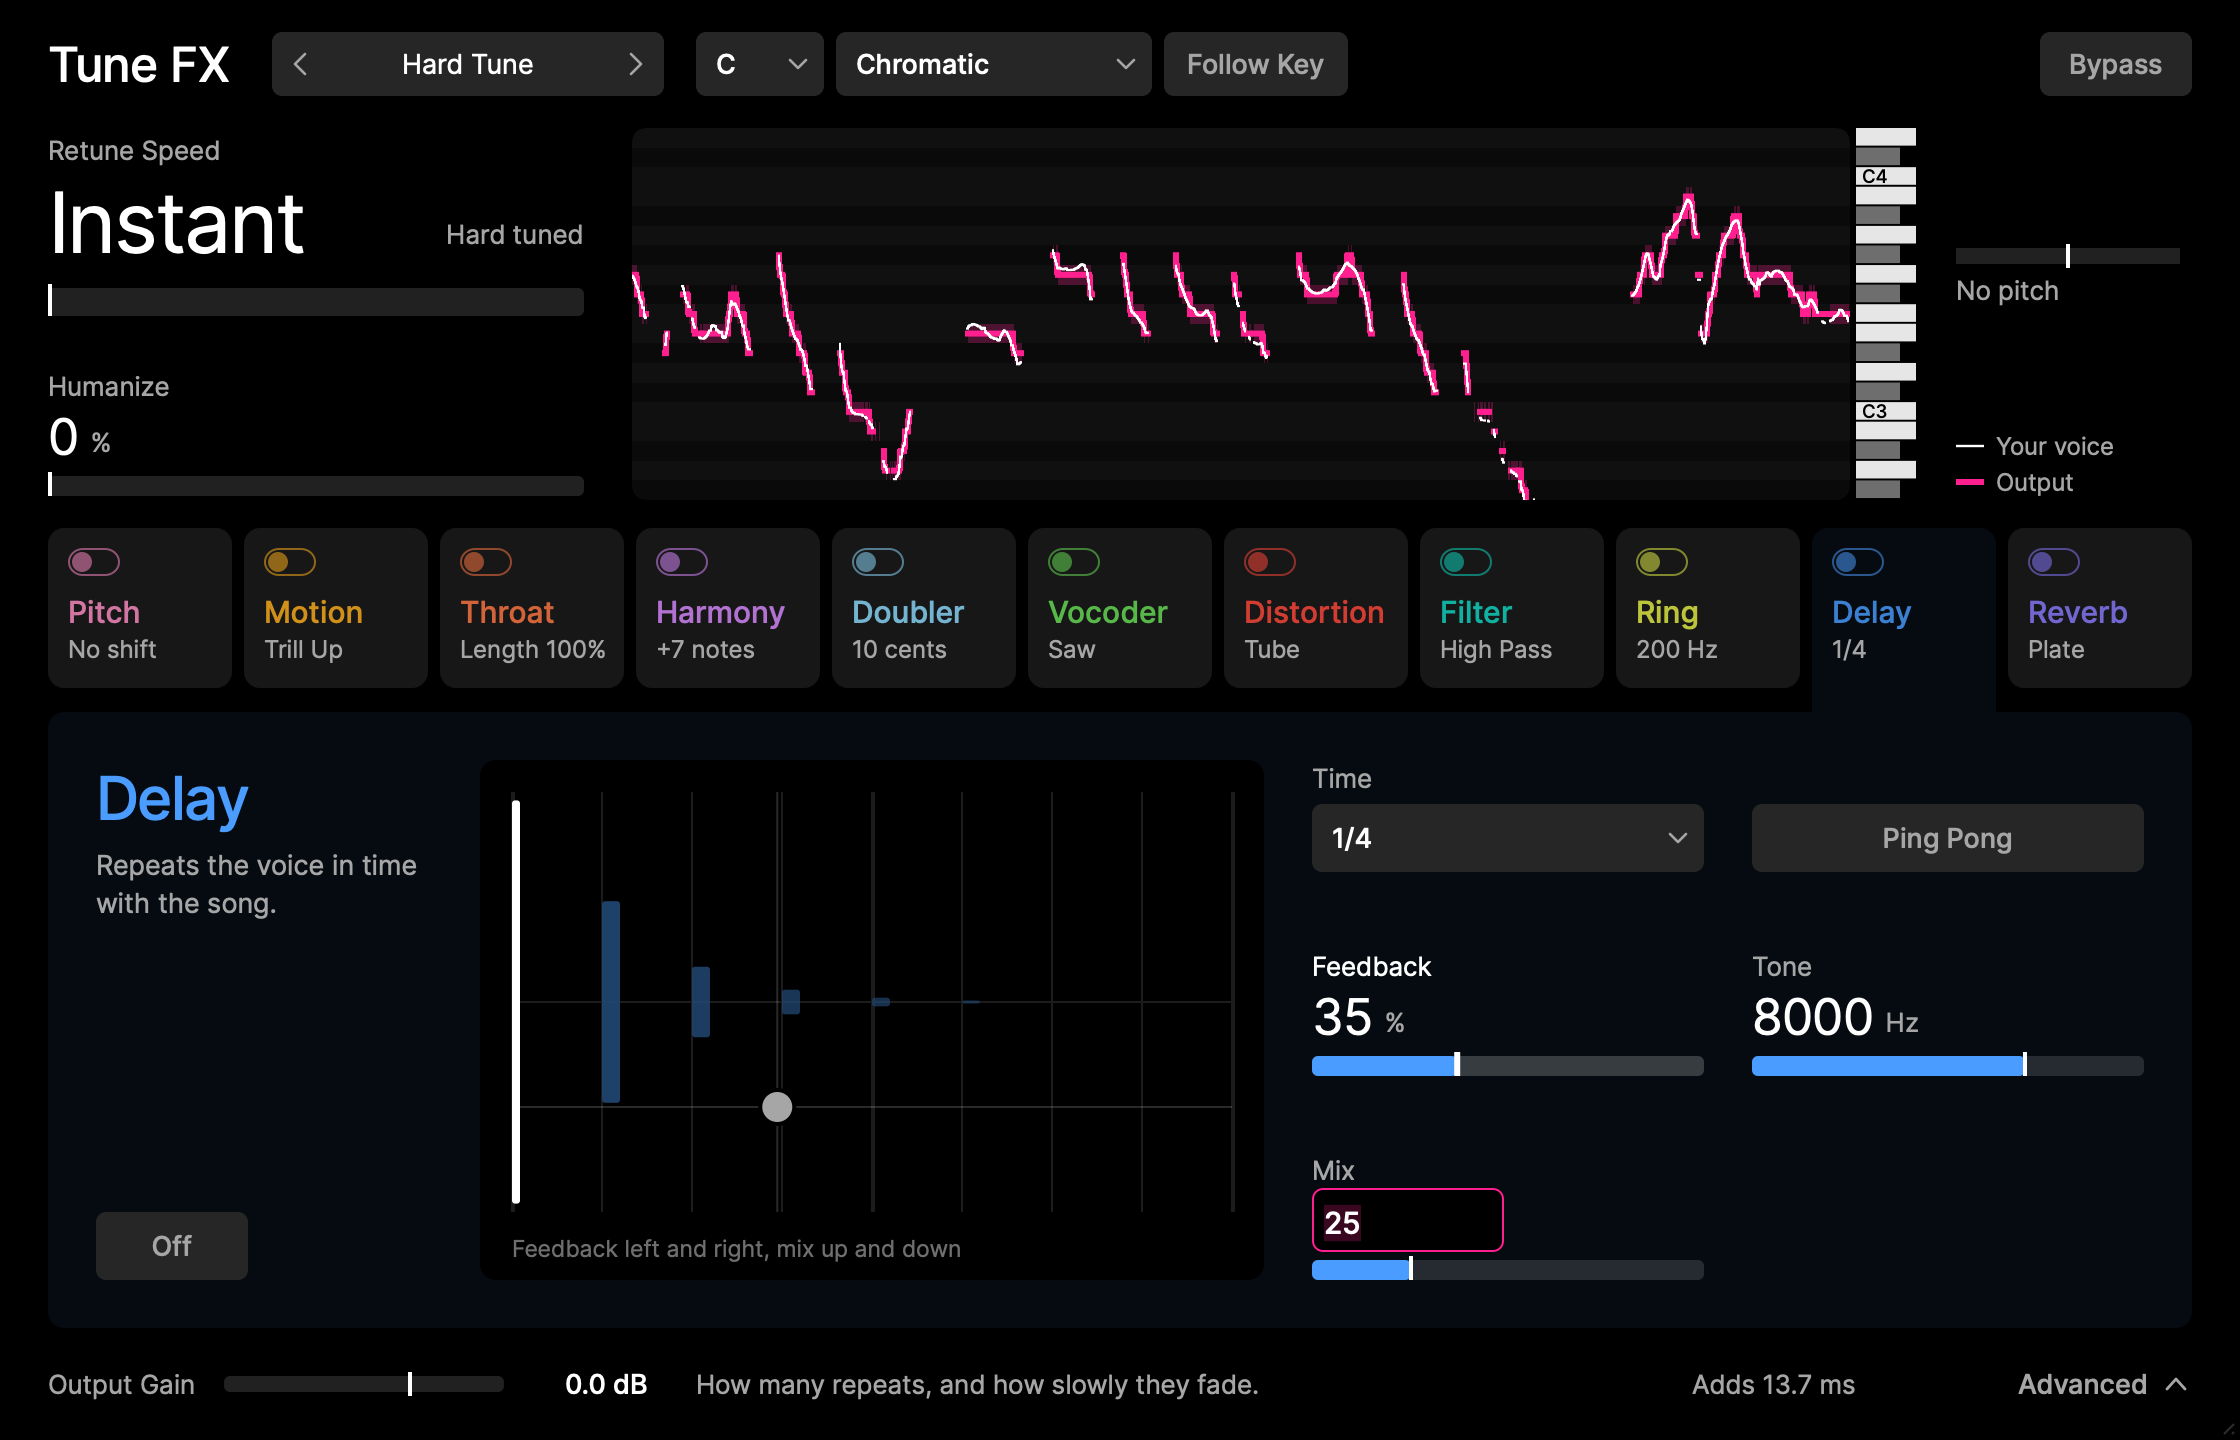 Tune FX
Hard Tune
C
Chromatic
Follow Key
Bypass
Retune Speed
Instant
Hard tuned
Humanize
0 %
C4
C3
No pitch
Your voice
Output
Pitch
No shift
Motion
Trill Up
Throat
Length 100%
Harmony
+7 notes
Doubler
10 cents
Vocoder
Saw
Distortion
Tube
Filter
High Pass
Ring
200 Hz
Delay
1/4
Reverb
Plate
Delay
Repeats the voice in time
with the song.
Off
Feedback left and right, mix up and down
Time
1/4
Ping Pong
Feedback
35 %
Tone
8000 Hz
Mix
25
Output Gain
0.0 dB
How many repeats, and how slowly they fade.
Adds 13.7 ms
Advanced